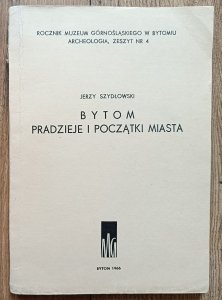 ROCZNIK MUZEUM GÓRNOŚLĄSKIEGO W BYTOMIU
ARCHEOLOGIA, ZESZYT NR 4
JERZY SZYDŁOWSKI
BYTOM
PRADZIEJE I POCZĄTKI MIASTA
BYTOM 1966